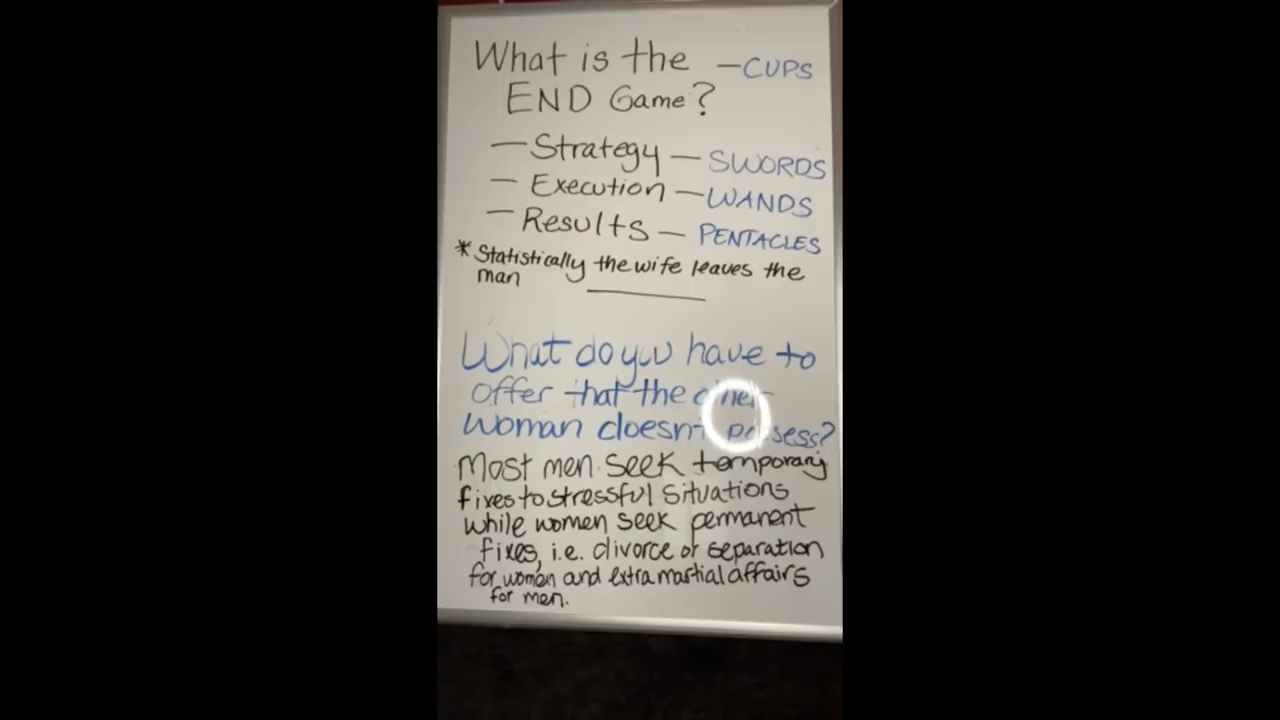 What is the - CUPS
END Game?
- Strategy - SWORDS
- Execution - WANDS
- Results - PENTACLES
* Statistically the wife leaves the
man
What do you have to
offer that the other
woman doesn't possess?
Most men seek temporary
fixes to stressful situations
while women seek permanent
fixes, i.e. divorce or separation
for women and extra martial affairs
for men.